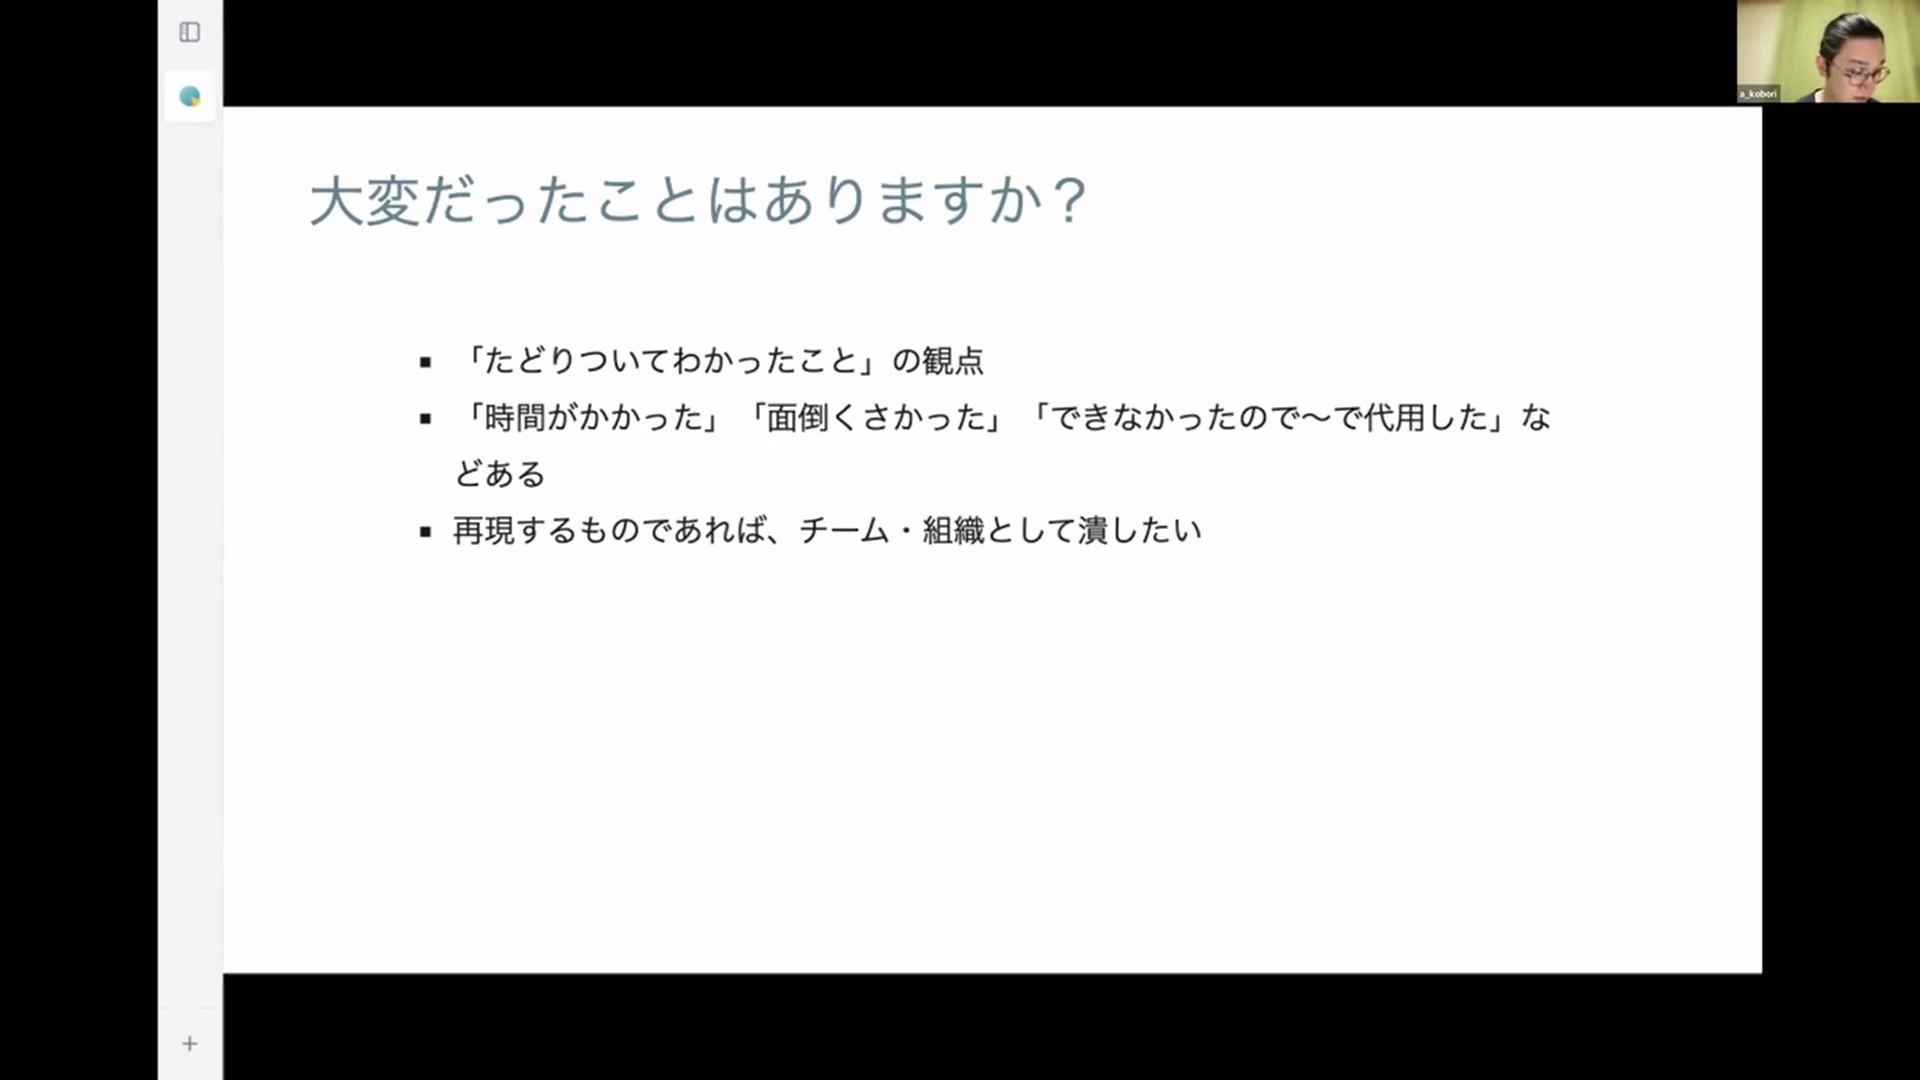 a_kobori
大変だったことはありますか？
▪ 「たどりついてわかったこと」の観点
▪ 「時間がかかった」「面倒くさかった」「できなかったので〜で代用した」な
どある
▪ 再現するものであれば、チーム・組織として潰したい